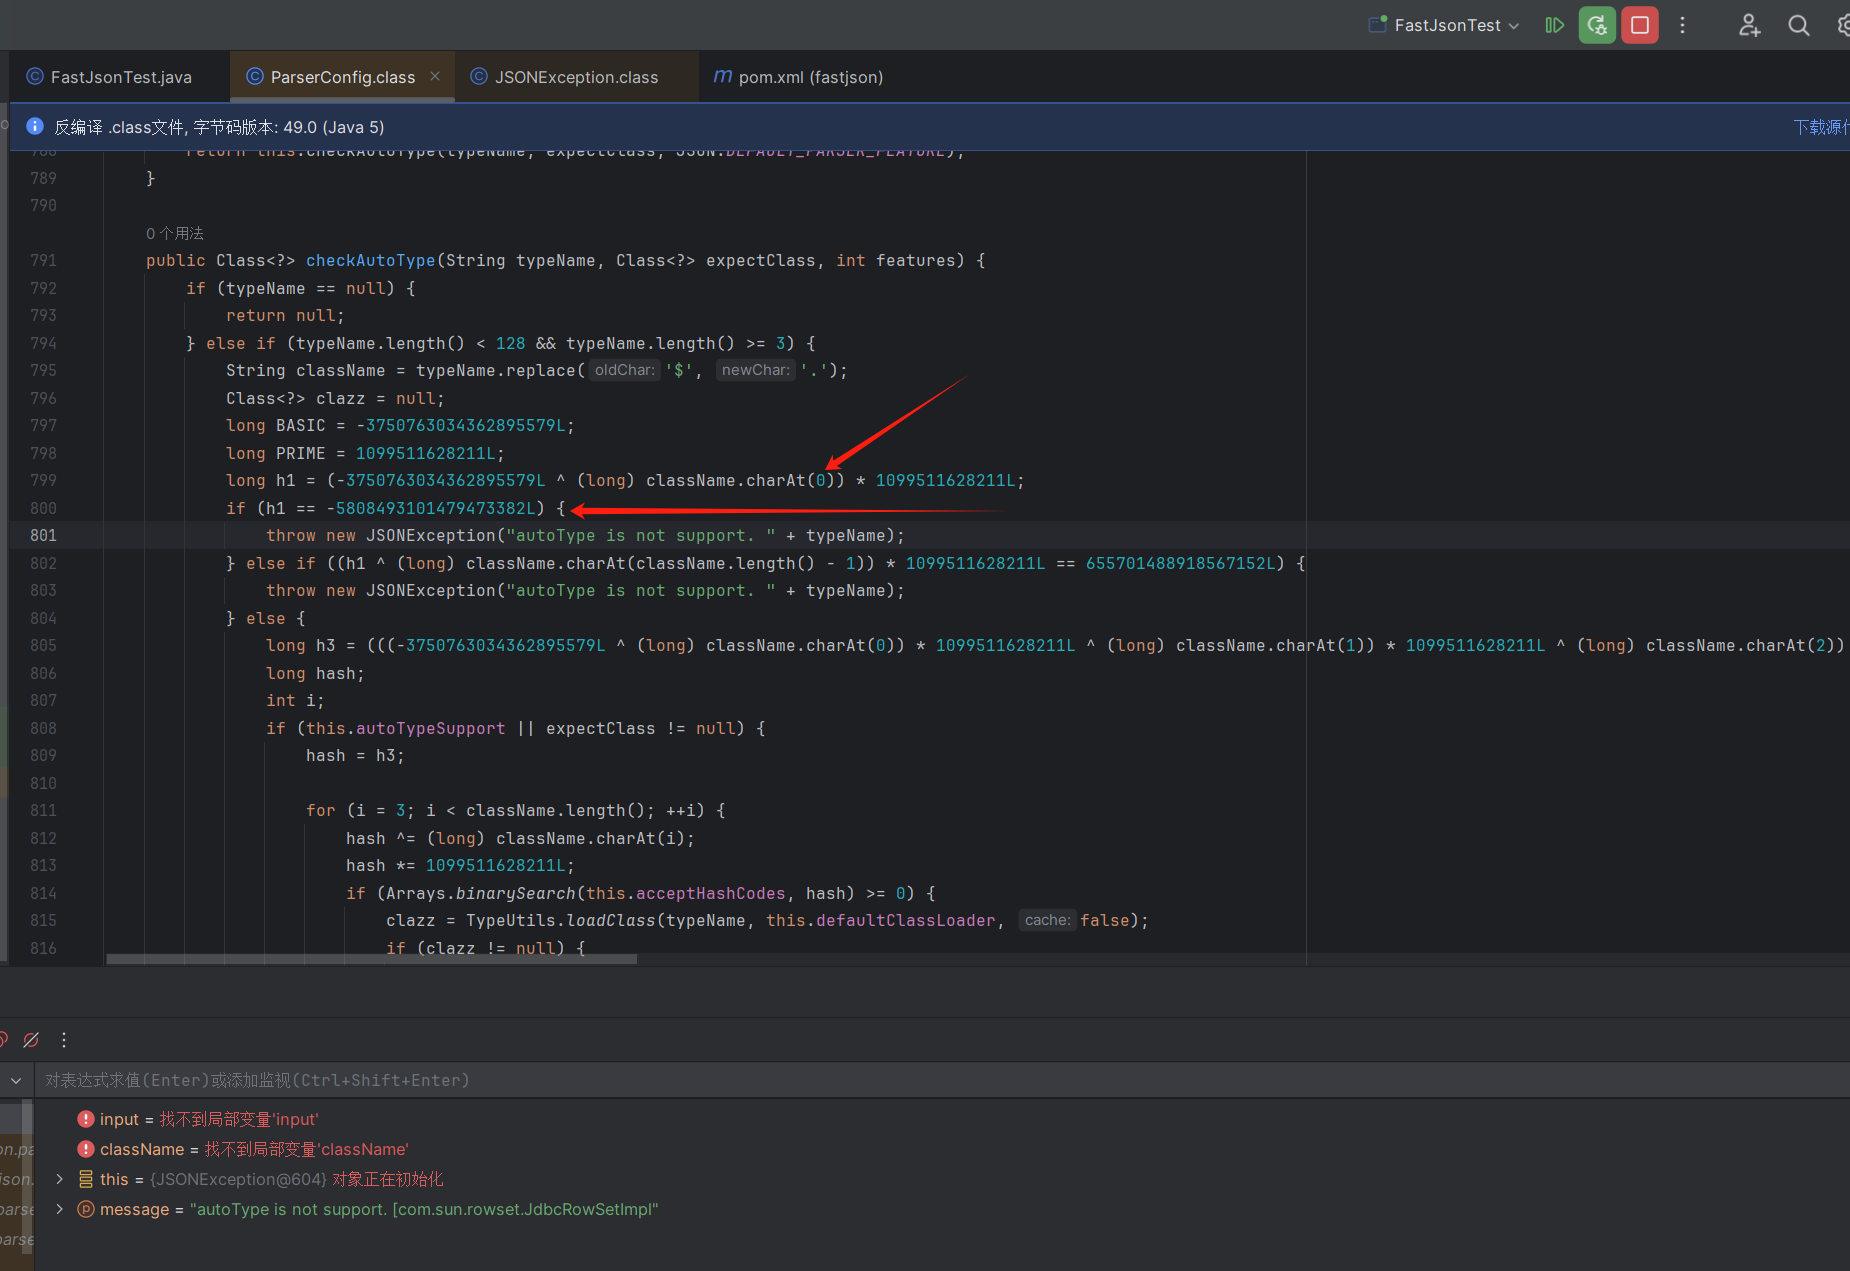 FastJsonTest
FastJsonTest.java
ParserConfig.class
JSONException.class
pom.xml (fastjson)
反编译 .class文件, 字节码版本: 49.0 (Java 5)
下载源
return this.checkAutoType(typeName, expectClass, JSON.DEFAULT_PARSER_FEATURE);
789 }
790
0 个用法
791 public Class<?> checkAutoType(String typeName, Class<?> expectClass, int features) {
792 if (typeName == null) {
793 return null;
794 } else if (typeName.length() < 128 && typeName.length() >= 3) {
795 String className = typeName.replace( oldChar: '$', newChar: '.');
796 Class<?> clazz = null;
797 long BASIC = -3750763034362895579L;
798 long PRIME = 1099511628211L;
799 long h1 = (-3750763034362895579L ^ (long) className.charAt(0)) * 1099511628211L;
800 if (h1 == -5808493101479473382L) {
801 throw new JSONException("autoType is not support. " + typeName);
802 } else if ((h1 ^ (long) className.charAt(className.length() - 1)) * 1099511628211L == 655701488918567152L) {
803 throw new JSONException("autoType is not support. " + typeName);
804 } else {
805 long h3 = (((-3750763034362895579L ^ (long) className.charAt(0)) * 1099511628211L ^ (long) className.charAt(1)) * 1099511628211L ^ (long) className.charAt(2))
806 long hash;
807 int i;
808 if (this.autoTypeSupport || expectClass != null) {
809 hash = h3;
810
811 for (i = 3; i < className.length(); ++i) {
812 hash ^= (long) className.charAt(i);
813 hash *= 1099511628211L;
814 if (Arrays.binarySearch(this.acceptHashCodes, hash) >= 0) {
815 clazz = TypeUtils.loadClass(typeName, this.defaultClassLoader, cache: false);
816 if (clazz != null) {
对表达式求值(Enter)或添加监视(Ctrl+Shift+Enter)
input = 找不到局部变量'input'
className = 找不到局部变量'className'
this = {JSONException@604} 对象正在初始化
message = "autoType is not support. [com.sun.rowset.JdbcRowSetImpl"